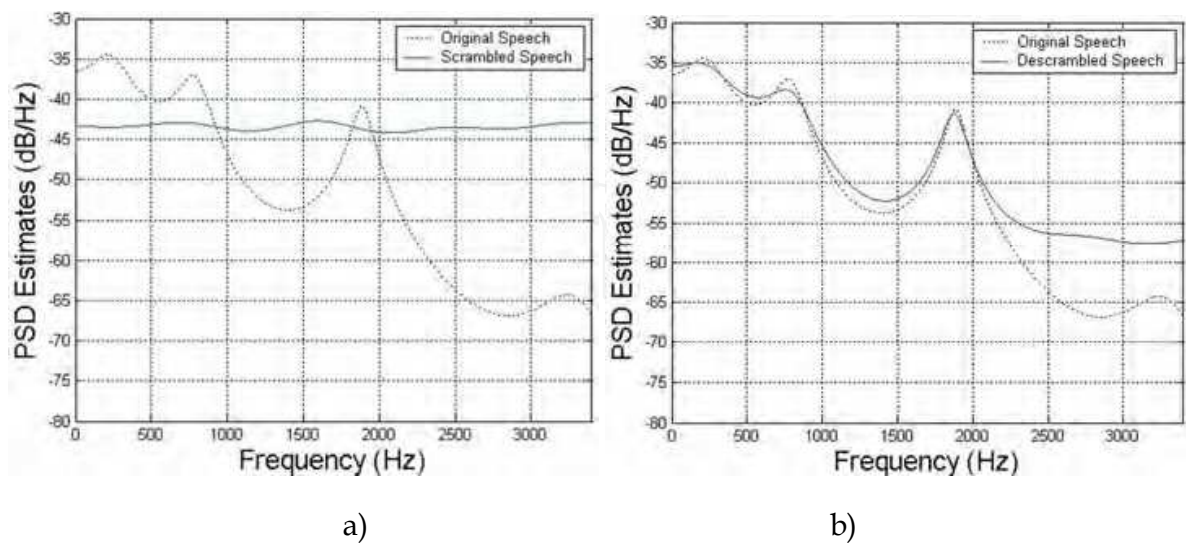 -30
-35
-40
-45
-50
-55
-60
-65
-70
-75
-80
PSD Estimates (dB/Hz)
Original Speech
Scrambled Speech
0 500 1000 1500 2000 2500 3000
Frequency (Hz)
a)
-30
-35
-40
-45
-50
-55
-60
-65
-70
-75
-80
PSD Estimates (dB/Hz)
Original Speech
Descrambled Speech
0 500 1000 1500 2000 2500 3000
Frequency (Hz)
b)